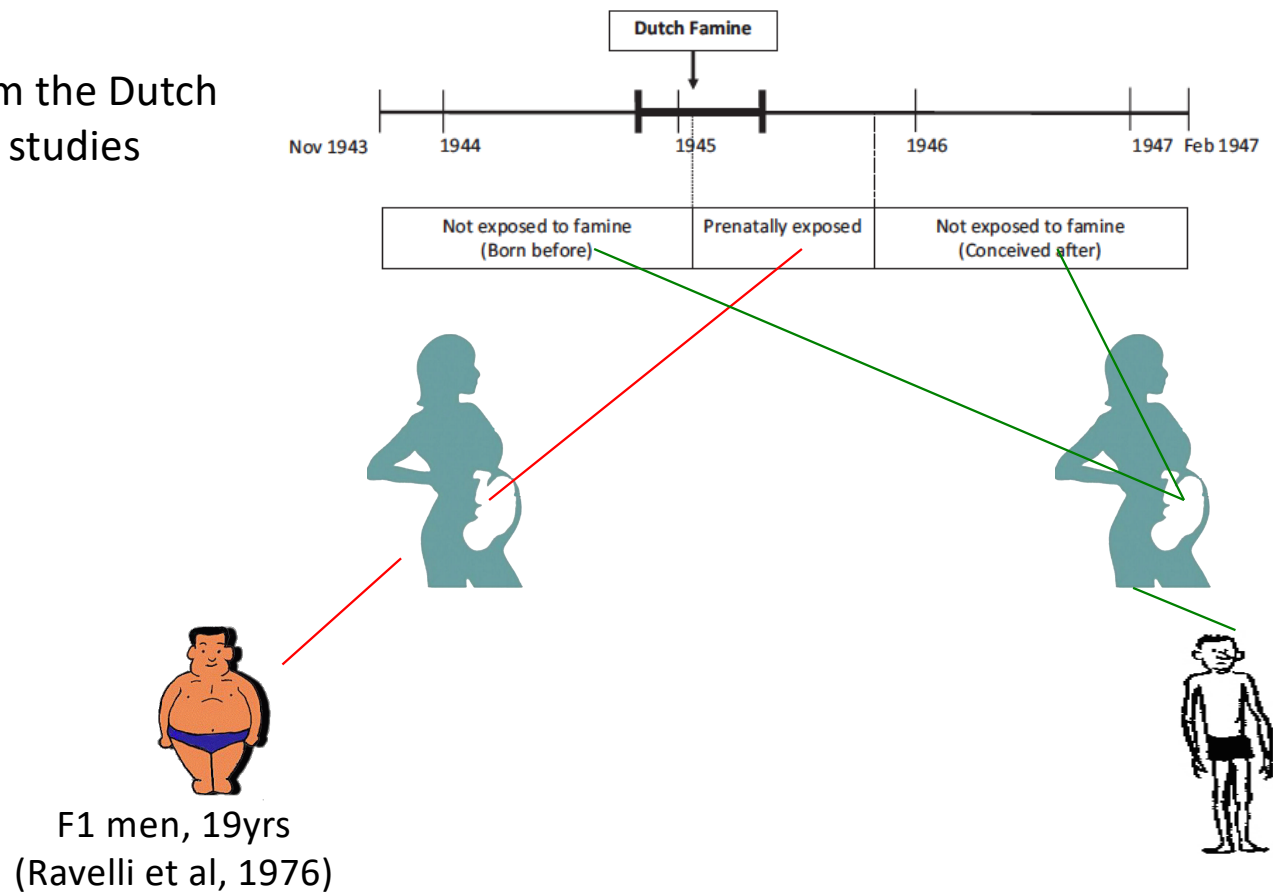 Dutch Famine
m the Dutch
studies
Nov 1943 1944 1945 1946 1947 Feb 1947
Not exposed to famine
(Born before)
Prenatally exposed
Not exposed to famine
(Conceived after)
F1 men, 19yrs
(Ravelli et al, 1976)